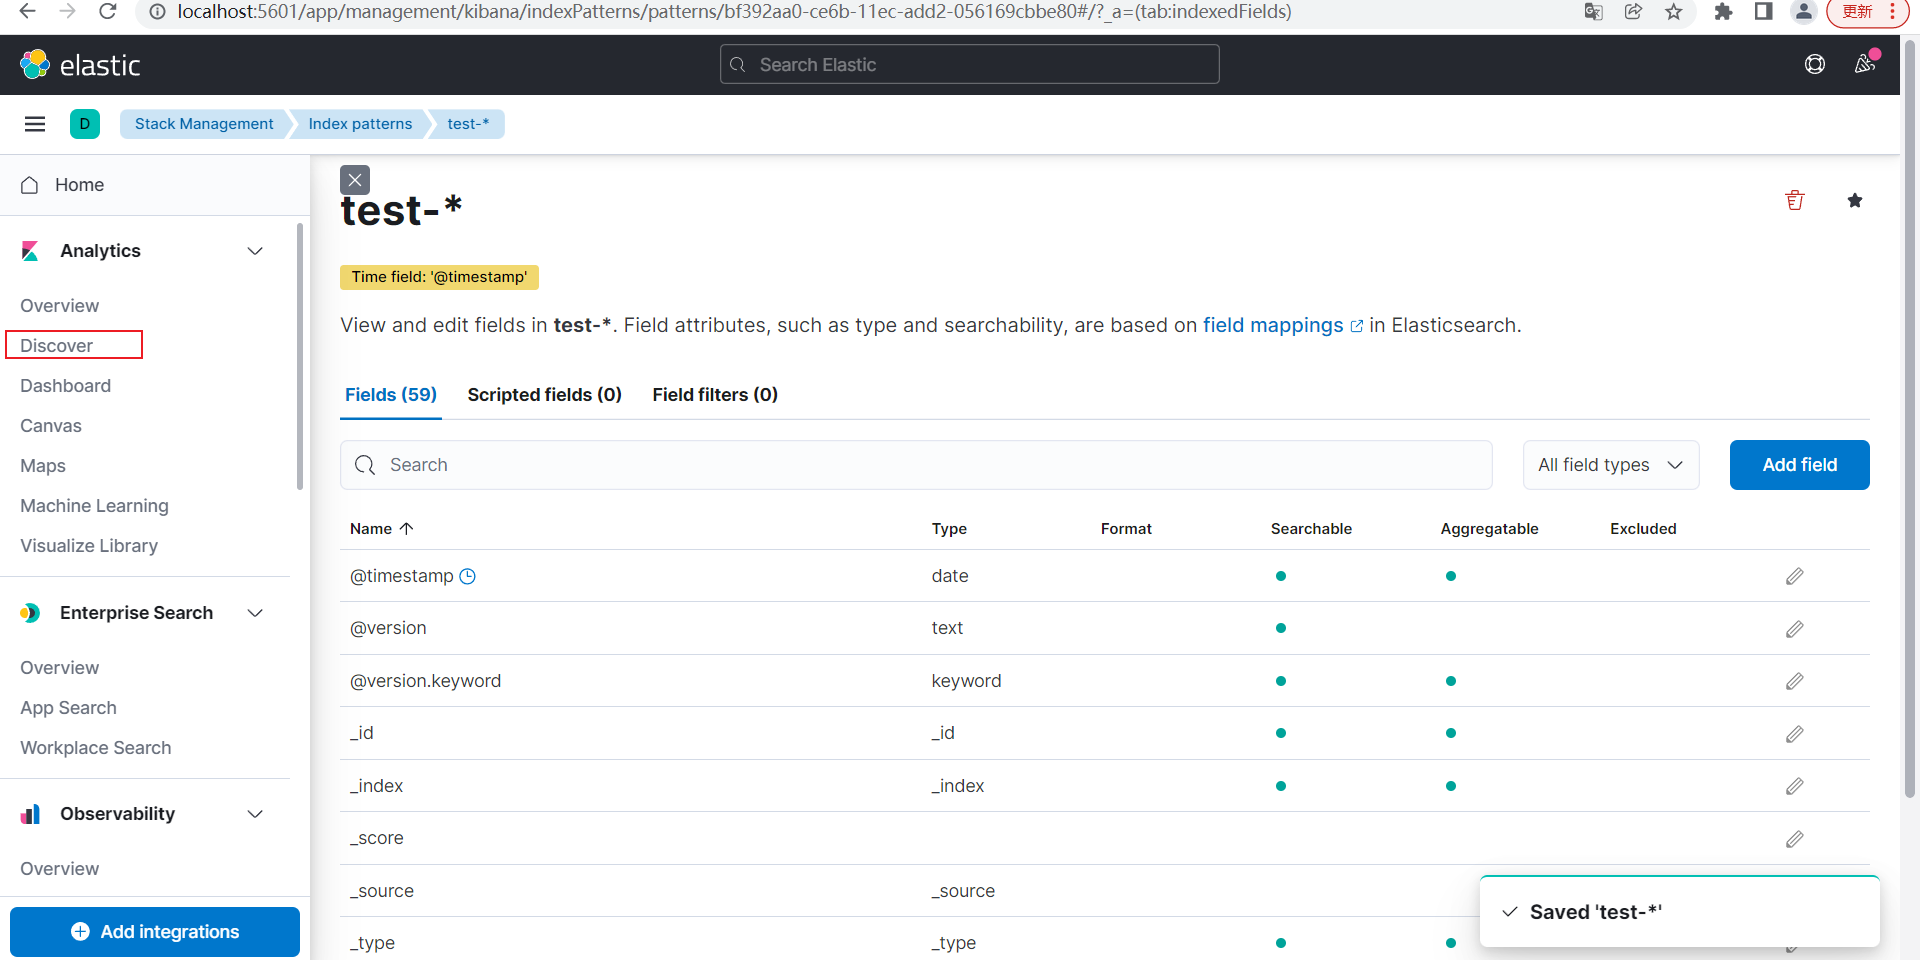 localhost:5601/app/management/kibana/indexPatterns/patterns/bf392aa0-ce6b-11ec-add2-056169cbbe80#/?_a=(tab:indexedFields)
更新
elastic
Search Elastic
D
Stack Management
Index patterns
test-*
Home
Analytics
Overview
Discover
Dashboard
Canvas
Maps
Machine Learning
Visualize Library
Enterprise Search
Overview
App Search
Workplace Search
Observability
Overview
Add integrations
test-*
Time field: '@timestamp'
View and edit fields in test-*. Field attributes, such as type and searchability, are based on field mappings in Elasticsearch.
Fields (59) Scripted fields (0) Field filters (0)
Search
All field types
Add field
Name Type Format Searchable Aggregatable Excluded
@timestamp date
@version text
@version.keyword keyword
_id _id
_index _index
_score
_source _source
_type _type
Saved 'test-*'